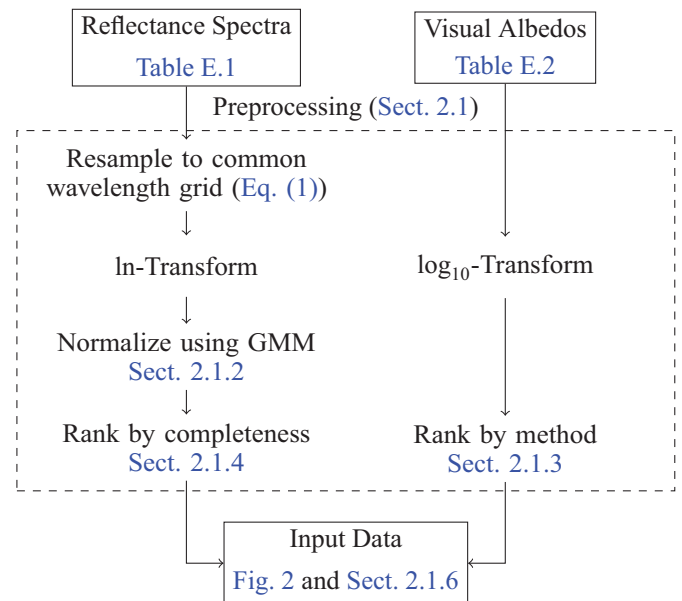 Reflectance Spectra
Table E.1
Visual Albedos
Table E.2
Preprocessing (Sect. 2.1)
Resample to common
wavelength grid (Eq. (1))
ln-Transform
log₁₀-Transform
Normalize using GMM
Sect. 2.1.2
Rank by completeness
Sect. 2.1.4
Rank by method
Sect. 2.1.3
Input Data
Fig. 2 and Sect. 2.1.6